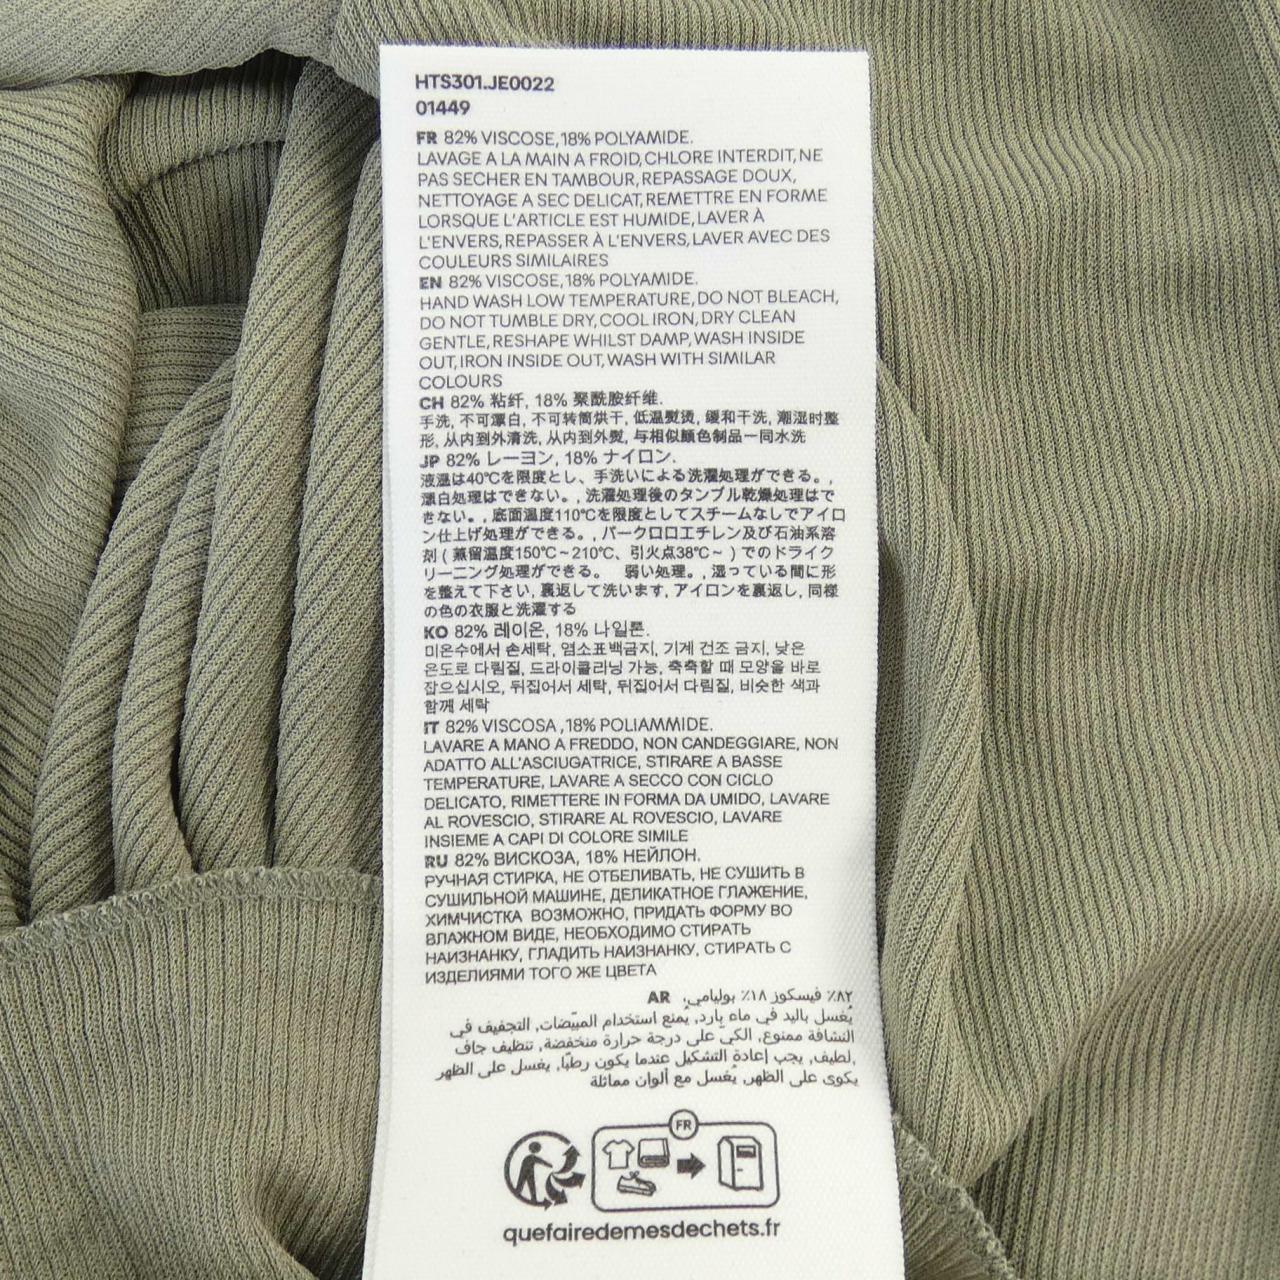 HTS301.JE0022
01449
FR 82% VISCOSE, 18% POLYAMIDE.
LAVAGE A LA MAIN A FROID, CHLORE INTERDIT, NE
PAS SECHER EN TAMBOUR, REPASSAGE DOUX,
NETTOYAGE A SEC DELICAT, REMETTRE EN FORME
LORSQUE L'ARTICLE EST HUMIDE, LAVER À
L'ENVERS, REPASSER À L'ENVERS, LAVER AVEC DES
COULEURS SIMILAIRES
EN 82% VISCOSE, 18% POLYAMIDE.
HAND WASH LOW TEMPERATURE, DO NOT BLEACH,
DO NOT TUMBLE DRY, COOL IRON, DRY CLEAN
GENTLE, RESHAPE WHILST DAMP, WASH INSIDE
OUT, IRON INSIDE OUT, WASH WITH SIMILAR
COLOURS
CH 82% 粘纤, 18% 聚酰胺纤维.
手洗, 不可漂白, 不可转筒烘干, 低温熨烫, 缓和干洗, 潮湿时整
形, 从内到外清洗, 从内到外熨, 与相似颜色制品一同水洗
JP 82% レーヨン, 18% ナイロン.
液温は40℃を限度とし、手洗いによる洗濯処理ができる。,
漂白処理はできない。, 洗濯処理後のタンブル乾燥処理はで
きない。, 底面温度110℃を限度としてスチームなしでアイロ
ン仕上げ処理ができる。, パークロロエチレン及び石油系溶
剤 ( 蒸留温度150℃～210℃、引火点38℃～ ) でのドライク
リーニング処理ができる。 弱い処理。, 湿っている間に形
を整えて下さい, 裏返して洗います, アイロンを裏返し, 同様
の色の衣服と洗濯する
KO 82% 레이온, 18% 나일론.
미온수에서 손세탁, 염소표백금지, 기계 건조 금지, 낮은
온도로 다림질, 드라이클리닝 가능, 축축할 때 모양을 바로
잡으십시오, 뒤집어서 세탁, 뒤집어서 다림질, 비슷한 색과
함께 세탁
IT 82% VISCOSA , 18% POLIAMMIDE.
LAVARE A MANO A FREDDO, NON CANDEGGIARE, NON
ADATTO ALL'ASCIUGATRICE, STIRARE A BASSE
TEMPERATURE, LAVARE A SECCO CON CICLO
DELICATO, RIMETTERE IN FORMA DA UMIDO, LAVARE
AL ROVESCIO, STIRARE AL ROVESCIO, LAVARE
INSIEME A CAPI DI COLORE SIMILE
RU 82% ВИСКОЗА, 18% НЕЙЛОН.
РУЧНАЯ СТИРКА, НЕ ОТБЕЛИВАТЬ, НЕ СУШИТЬ В
СУШИЛЬНОЙ МАШИНЕ, ДЕЛИКАТНОЕ ГЛАЖЕНИЕ,
ХИМЧИСТКА ВОЗМОЖНО, ПРИДАТЬ ФОРМУ ВО
ВЛАЖНОМ ВИДЕ, НЕОБХОДИМО СТИРАТЬ
НАИЗНАНКУ, ГЛАДИТЬ НАИЗНАНКУ, СТИРАТЬ С
ИЗДЕЛИЯМИ ТОГО ЖЕ ЦВЕТА
AR ٨٢٪ فيسكوز ١٨٪ بوليامي,
يُغسل باليد في ماء بارد, يُمنع استخدام المبيّضات, التجفيف في
النشافة ممنوع, الكيّ على درجة حرارة منخفضة, تنظيف جاف
لطيف, يجب إعادة التشكيل عندما يكون رطبًا, يغسل على الظهر,
يكوى على الظهر, يُغسل مع ألوان مماثلة
FR
quefairedemesdechets.fr